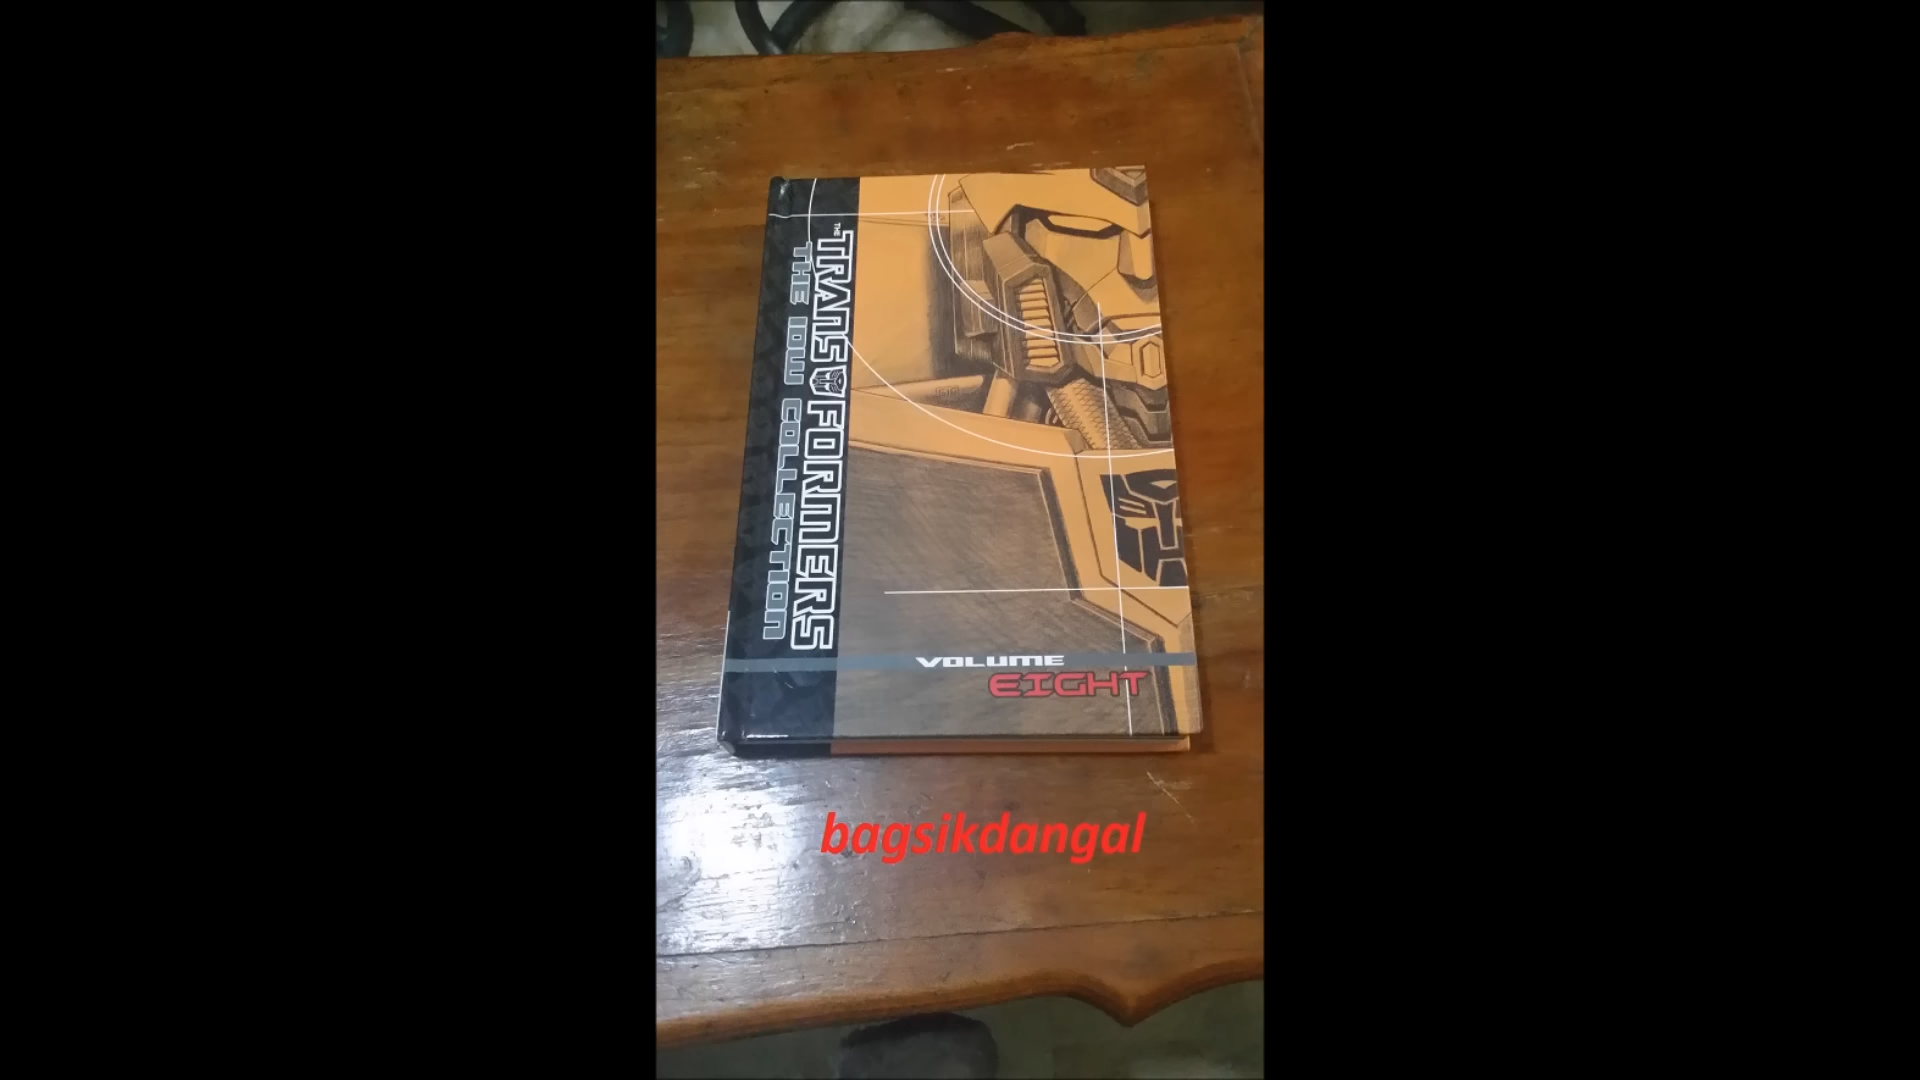 THE
TRANSFORMERS
THE IDW COLLECTION
VOLUME
EIGHT
bagsikdangal